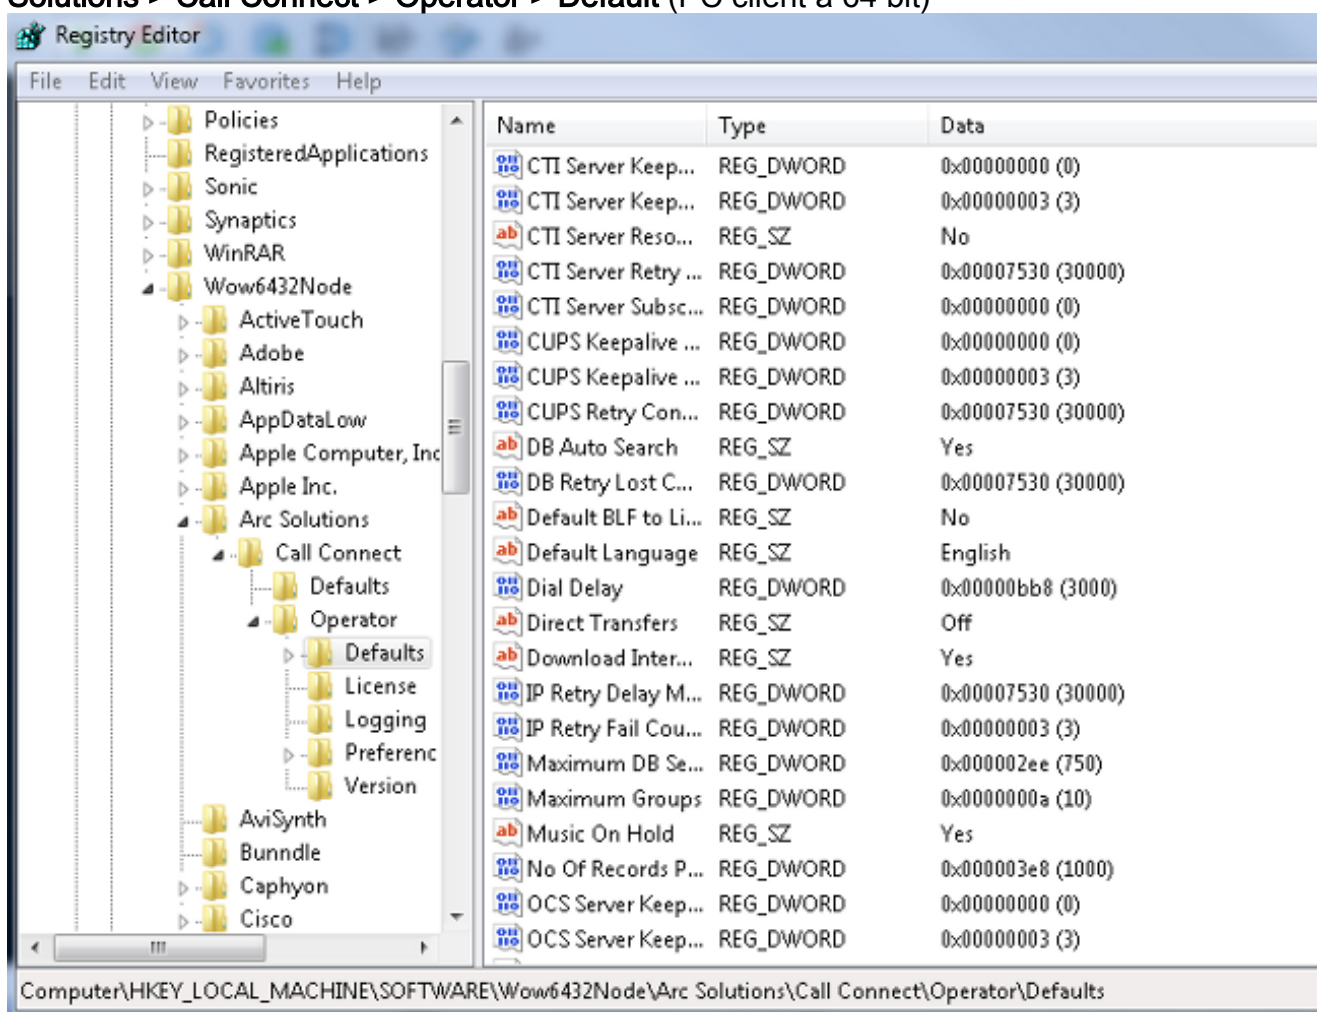 Solutions > Call Connect > Operator > Default (PC client a 64 bit)
Registry Editor
File Edit View Favorites Help
Policies
RegisteredApplications
Sonic
Synaptics
WinRAR
Wow6432Node
ActiveTouch
Adobe
Altiris
AppDataLow
Apple Computer, Inc
Apple Inc.
Arc Solutions
Call Connect
Defaults
Operator
Defaults
License
Logging
Preferenc
Version
AviSynth
Bunndle
Caphyon
Cisco
Name Type Data
CTI Server Keep... REG_DWORD 0x00000000 (0)
CTI Server Keep... REG_DWORD 0x00000003 (3)
CTI Server Reso... REG_SZ No
CTI Server Retry ... REG_DWORD 0x00007530 (30000)
CTI Server Subsc... REG_DWORD 0x00000000 (0)
CUPS Keepalive ... REG_DWORD 0x00000000 (0)
CUPS Keepalive ... REG_DWORD 0x00000003 (3)
CUPS Retry Con... REG_DWORD 0x00007530 (30000)
DB Auto Search REG_SZ Yes
DB Retry Lost C... REG_DWORD 0x00007530 (30000)
Default BLF to Li... REG_SZ No
Default Language REG_SZ English
Dial Delay REG_DWORD 0x00000bb8 (3000)
Direct Transfers REG_SZ Off
Download Inter... REG_SZ Yes
IP Retry Delay M... REG_DWORD 0x00007530 (30000)
IP Retry Fail Cou... REG_DWORD 0x00000003 (3)
Maximum DB Se... REG_DWORD 0x000002ee (750)
Maximum Groups REG_DWORD 0x0000000a (10)
Music On Hold REG_SZ Yes
No Of Records P... REG_DWORD 0x000003e8 (1000)
OCS Server Keep... REG_DWORD 0x00000000 (0)
OCS Server Keep... REG_DWORD 0x00000003 (3)
Computer\HKEY_LOCAL_MACHINE\SOFTWARE\Wow6432Node\Arc Solutions\Call Connect\Operator\Defaults